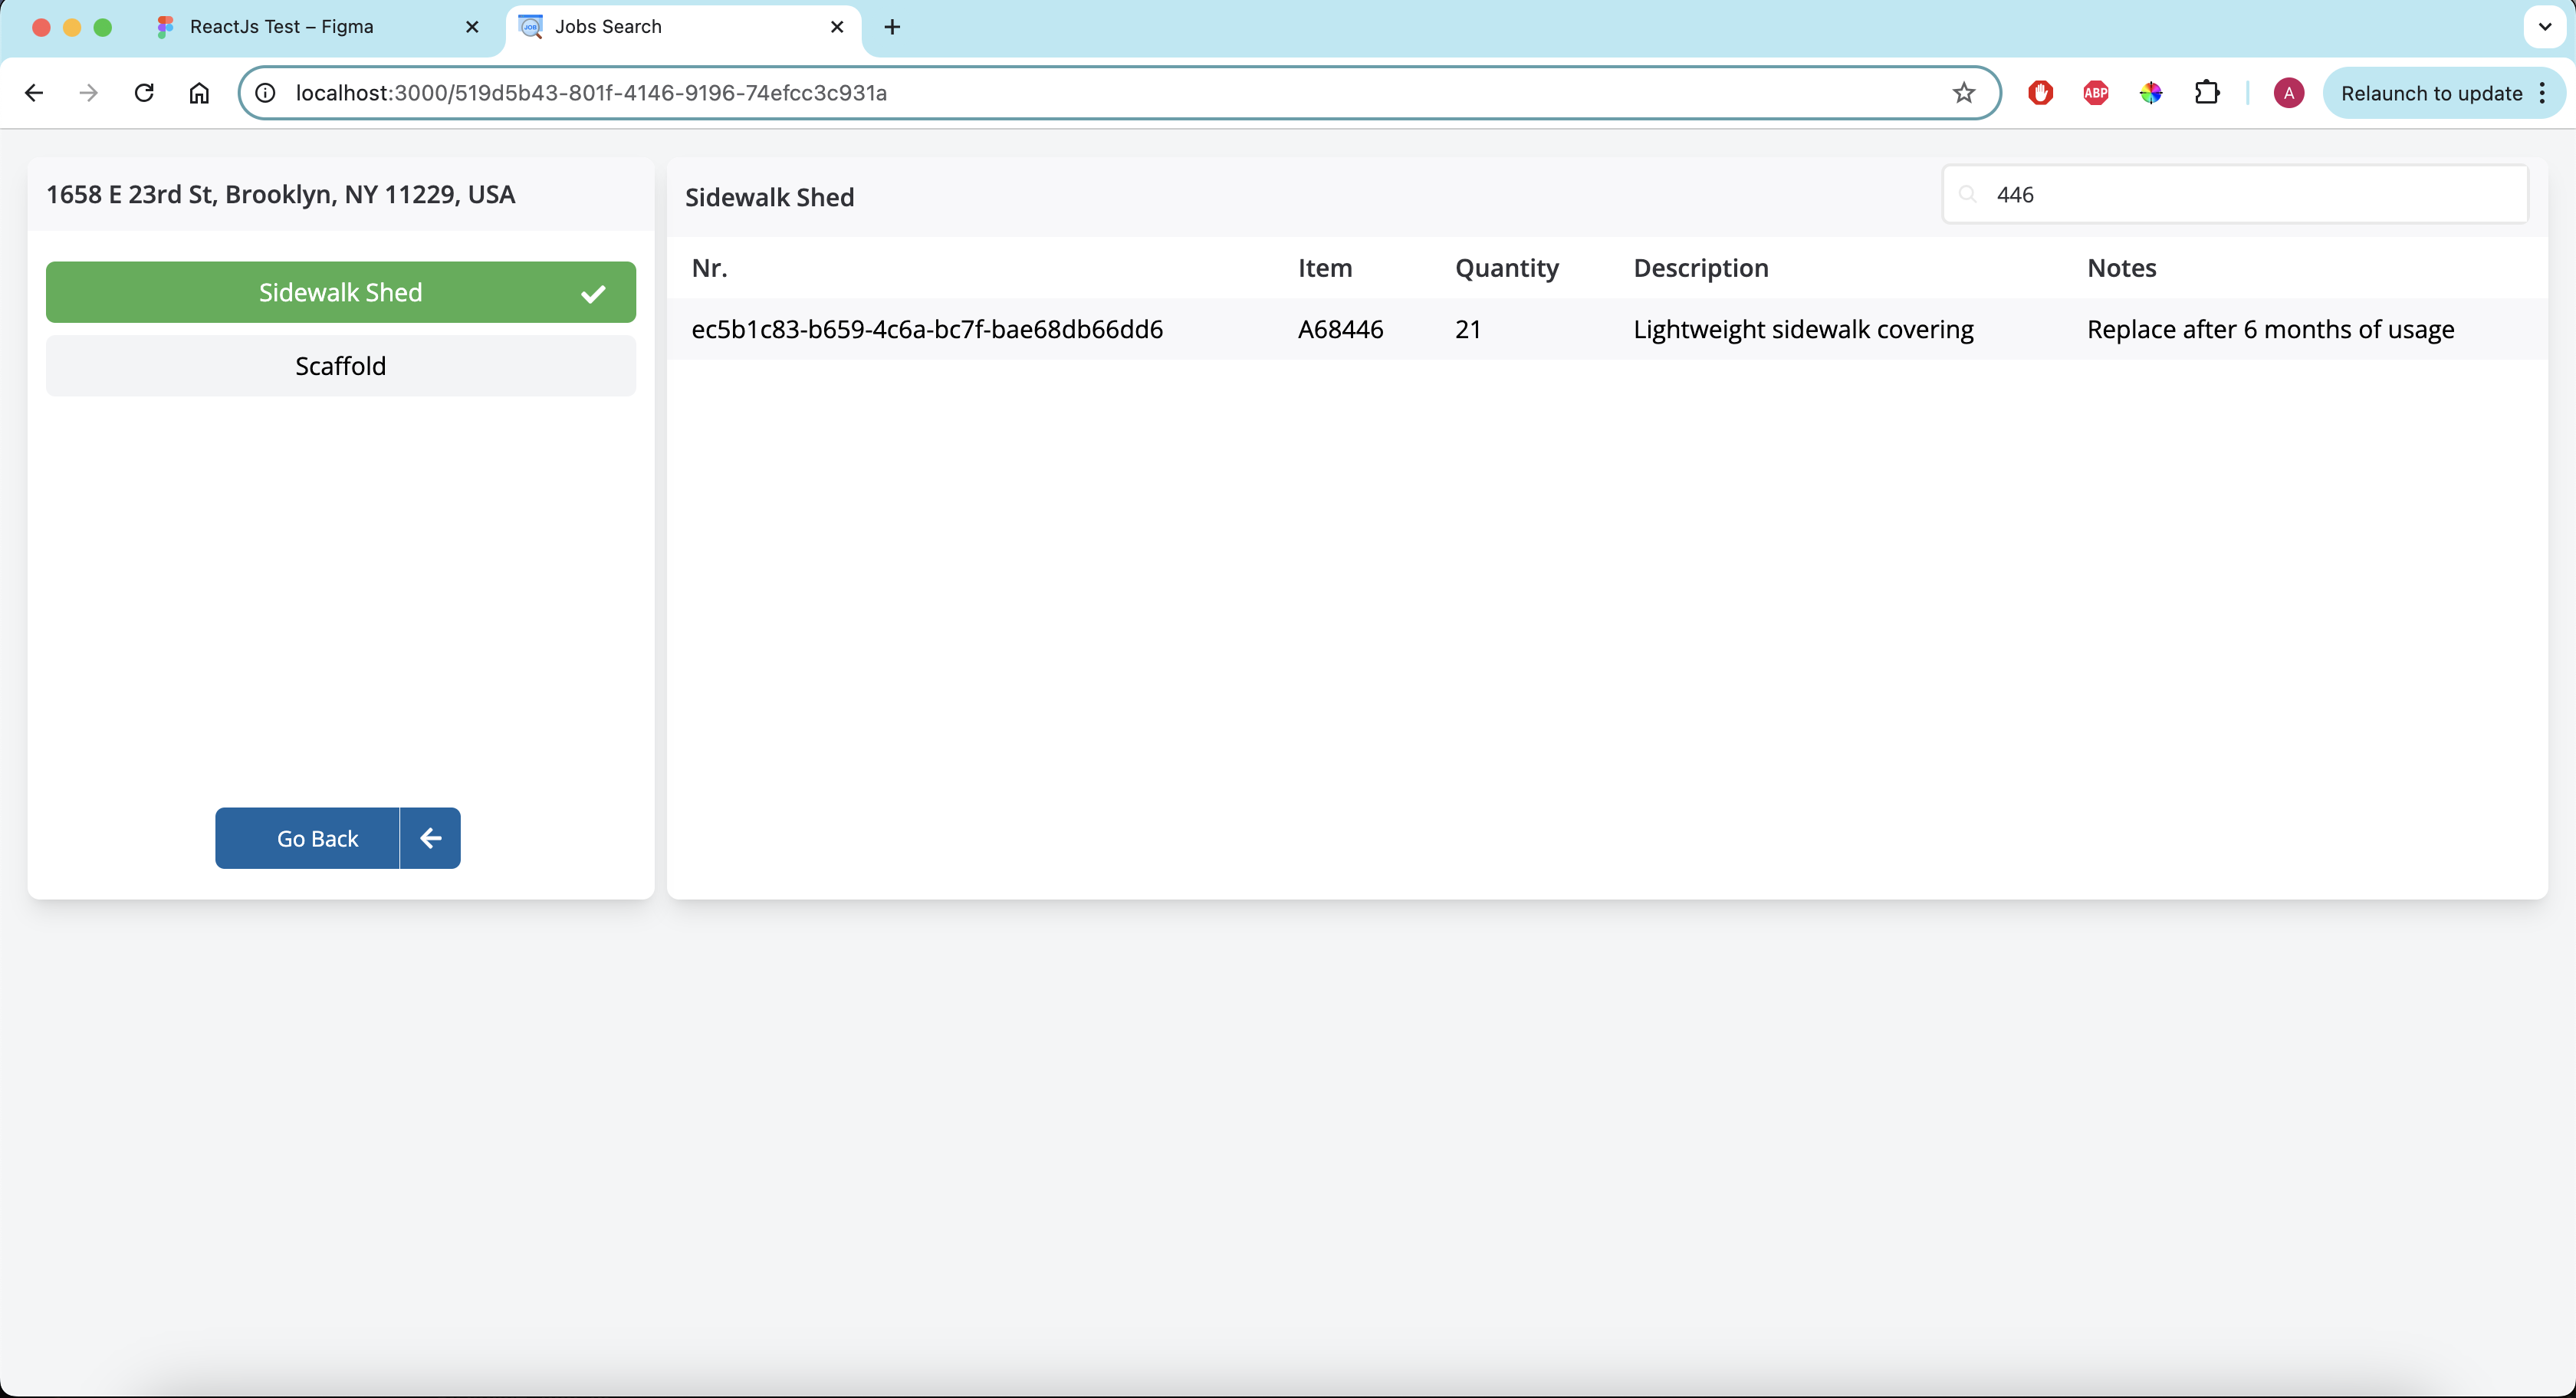 ReactJs Test – Figma
Jobs Search
localhost:3000/519d5b43-801f-4146-9196-74efcc3c931a
ABP
A
Relaunch to update
1658 E 23rd St, Brooklyn, NY 11229, USA
Sidewalk Shed
Scaffold
Go Back
Sidewalk Shed
446
Nr. Item Quantity Description Notes
ec5b1c83-b659-4c6a-bc7f-bae68db66dd6 A68446 21 Lightweight sidewalk covering Replace after 6 months of usage